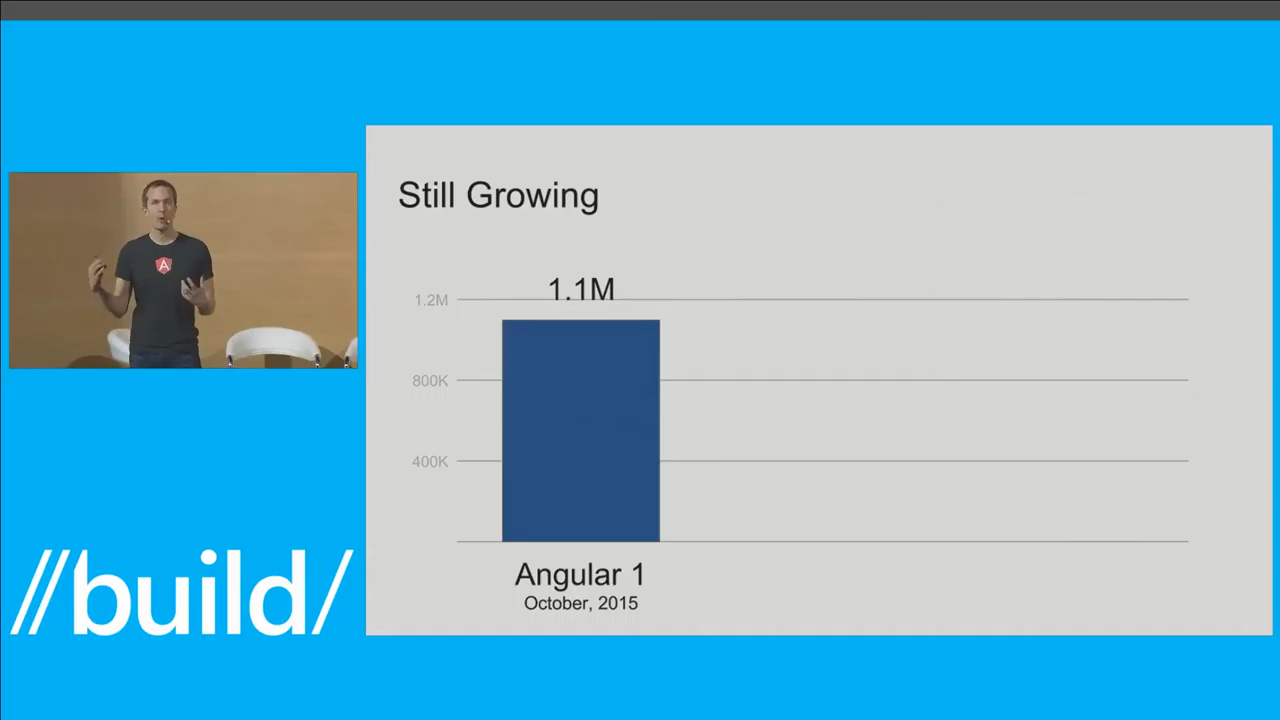 Still Growing
1.1M
1.2M
800K
400K
Angular 1
October, 2015
A
//build/